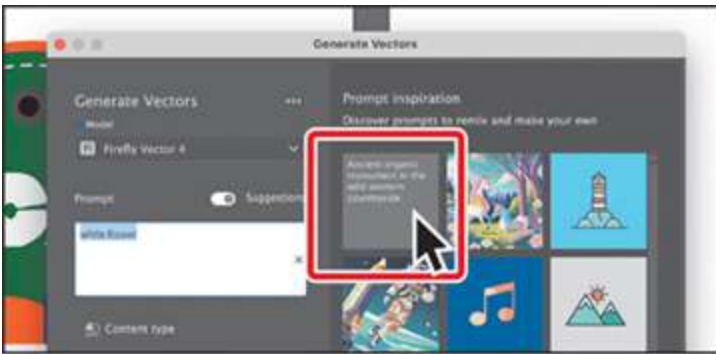 Generate Vectors
Generate Vectors
Model
Firefly Vector 4
Prompt
Suggestions
white flower
Content type
Prompt inspiration
Discover prompts to remix and make your own
Ancient organic
monument in the
wild western
countryside